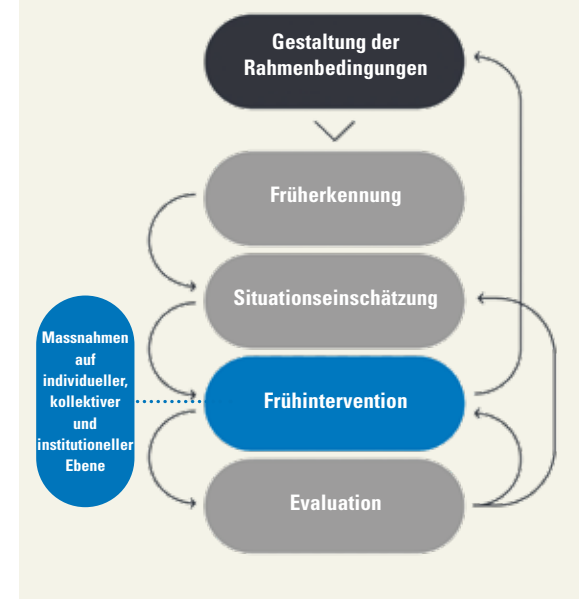 Gestaltung der
Rahmenbedingungen
Früherkennung
Situationseinschätzung
Massnahmen
auf
individueller,
kollektiver
und
institutioneller
Ebene
Frühintervention
Evaluation